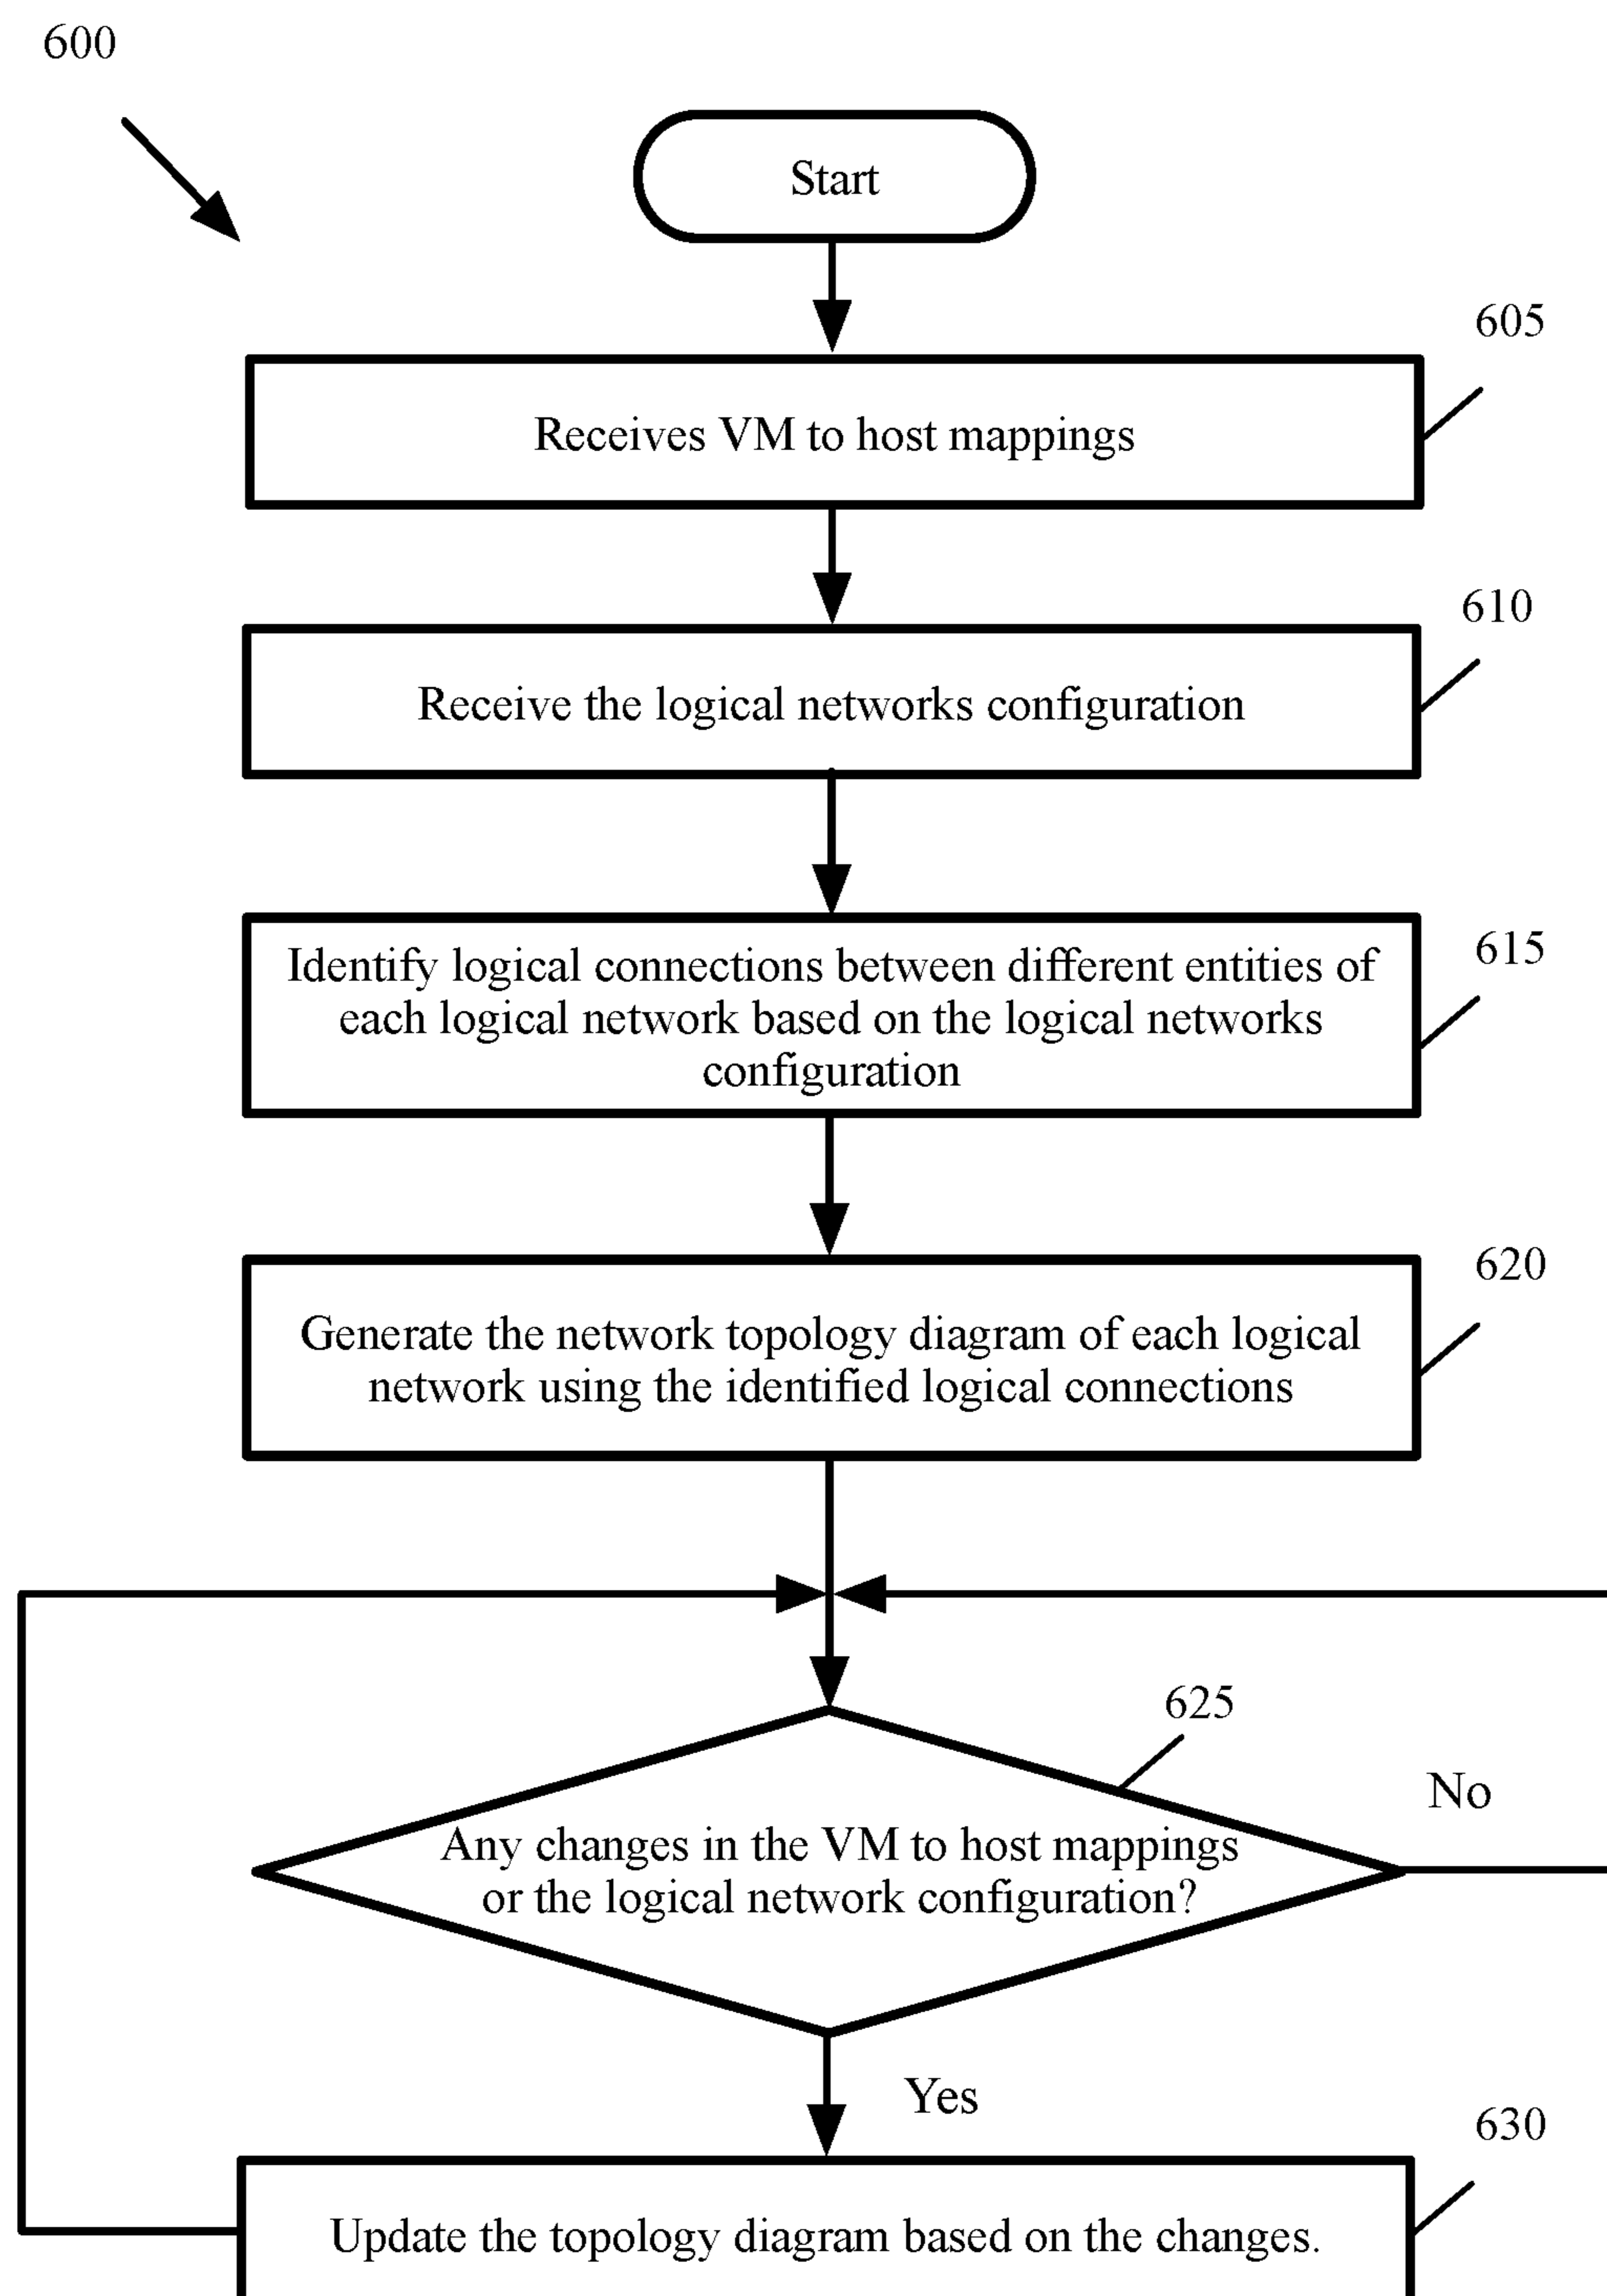 600
Start
605
Receives VM to host mappings
610
Receive the logical networks configuration
615
Identify logical connections between different entities of
each logical network based on the logical networks
configuration
620
Generate the network topology diagram of each logical
network using the identified logical connections
625
No
Any changes in the VM to host mappings
or the logical network configuration?
Yes
630
Update the topology diagram based on the changes.